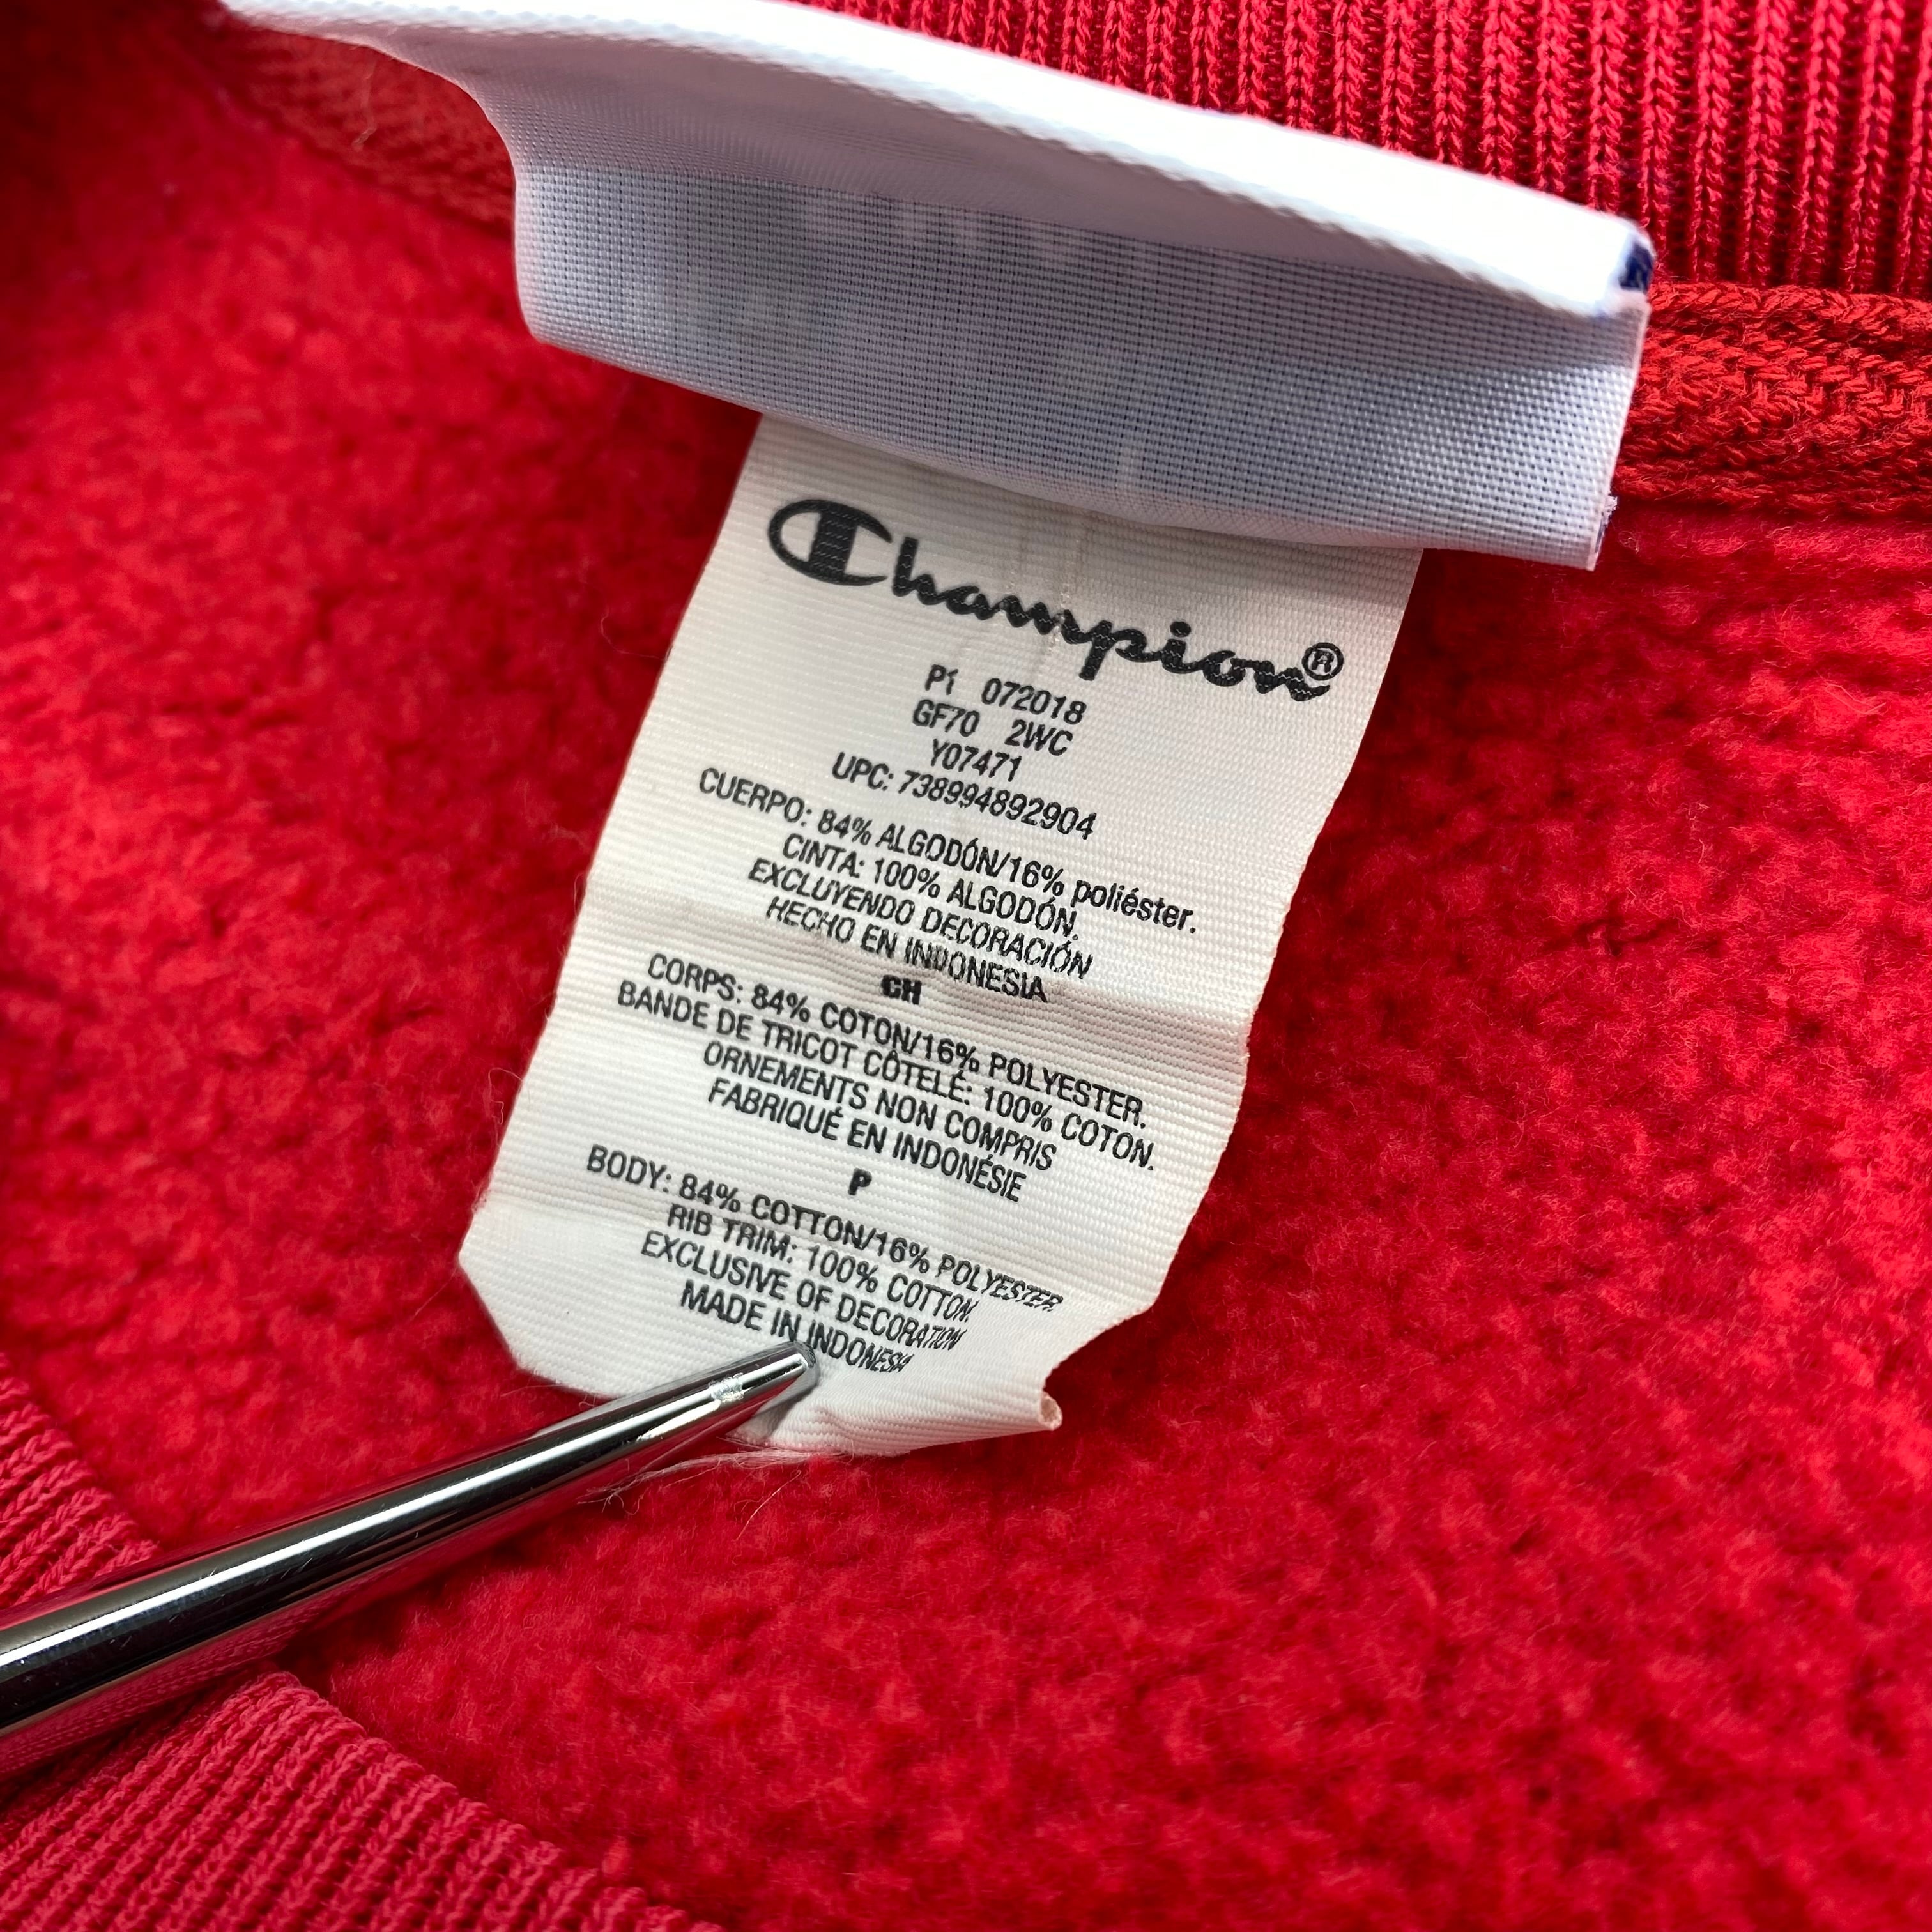 Champion®
P1 072018
GF70 2WC
Y07471
UPC: 738994892904
CUERPO: 84% ALGODÓN/16% poliéster.
CINTA: 100% ALGODÓN.
EXCLUYENDO DECORACIÓN
HECHO EN INDONESIA
CH
CORPS: 84% COTON/16% POLYESTER.
BANDE DE TRICOT CÔTELÉ: 100% COTON.
ORNEMENTS NON COMPRIS
FABRIQUÉ EN INDONÉSIE
P
BODY: 84% COTTON/16% POLYESTER
RIB TRIM: 100% COTTON.
EXCLUSIVE OF DECORATION
MADE IN INDONESIA